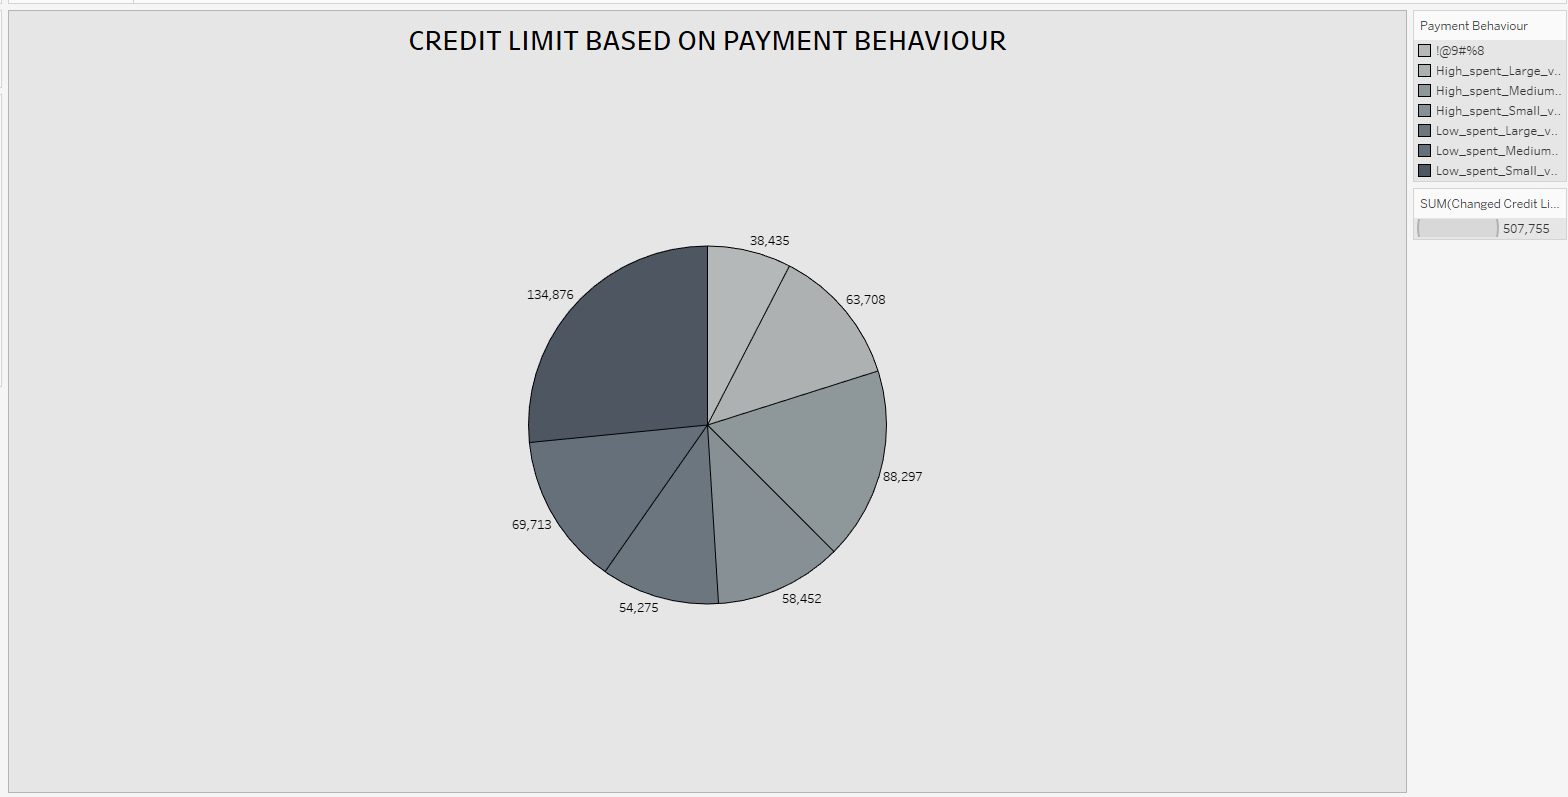 CREDIT LIMIT BASED ON PAYMENT BEHAVIOUR
38,435
63,708
88,297
58,452
54,275
69,713
134,876
Payment Behaviour
!@9#%8
High_spent_Large_v..
High_spent_Medium..
High_spent_Small_v..
Low_spent_Large_v..
Low_spent_Medium..
Low_spent_Small_v..
SUM(Changed Credit Li...
507,755